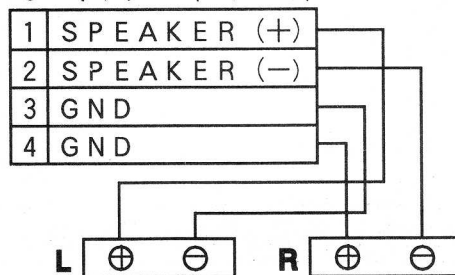 1 SPEAKER (+)
2 SPEAKER (−)
3 GND
4 GND
L ⊕ ⊖ R ⊕ ⊖